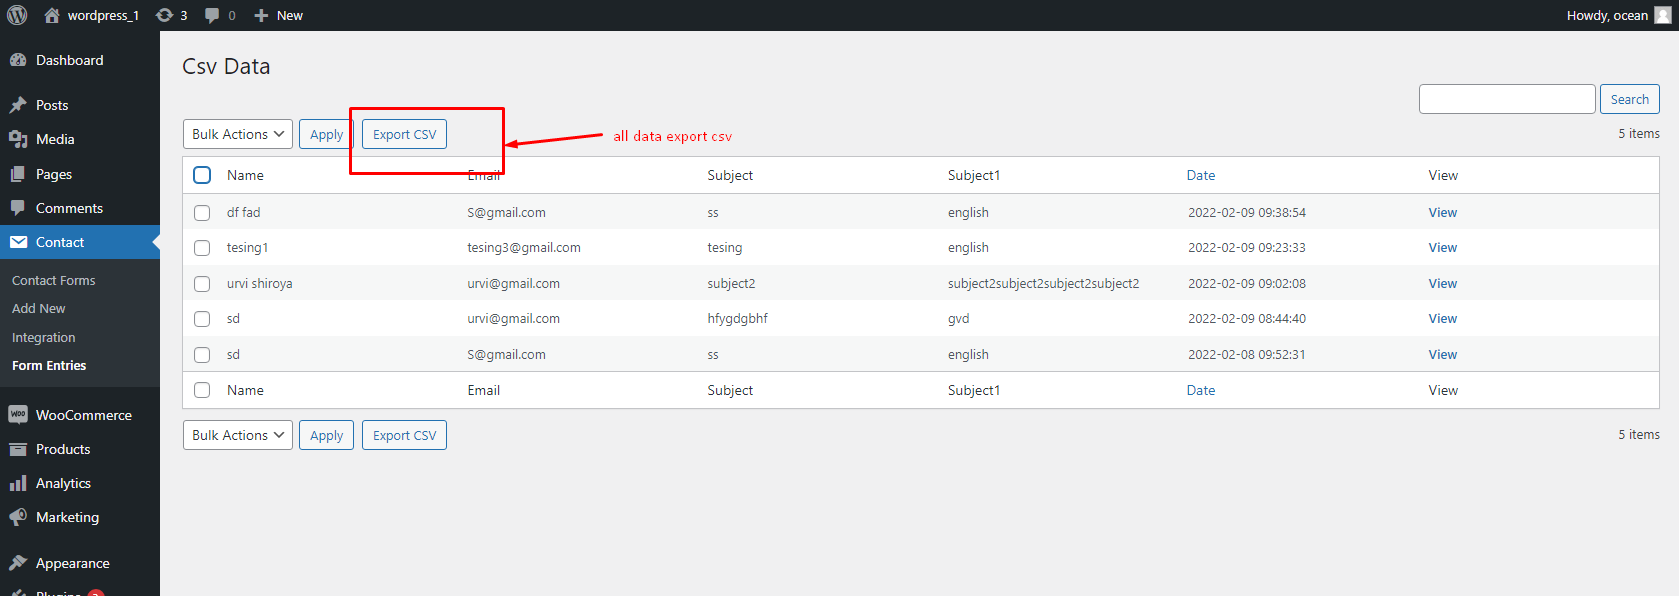 wordpress_1 3 0 New Howdy, ocean
Dashboard
Posts
Media
Pages
Comments
Contact
Contact Forms
Add New
Integration
Form Entries
WooCommerce
Products
Analytics
Marketing
Appearance
Plugins
Csv Data
Search
Bulk Actions Apply Export CSV all data export csv 5 items
Name Email Subject Subject1 Date View
df fad S@gmail.com ss english 2022-02-09 09:38:54 View
tesing1 tesing3@gmail.com tesing english 2022-02-09 09:23:33 View
urvi shiroya urvi@gmail.com subject2 subject2subject2subject2subject2 2022-02-09 09:02:08 View
sd urvi@gmail.com hfygdgbhf gvd 2022-02-09 08:44:40 View
sd S@gmail.com ss english 2022-02-08 09:52:31 View
Name Email Subject Subject1 Date View
Bulk Actions Apply Export CSV 5 items